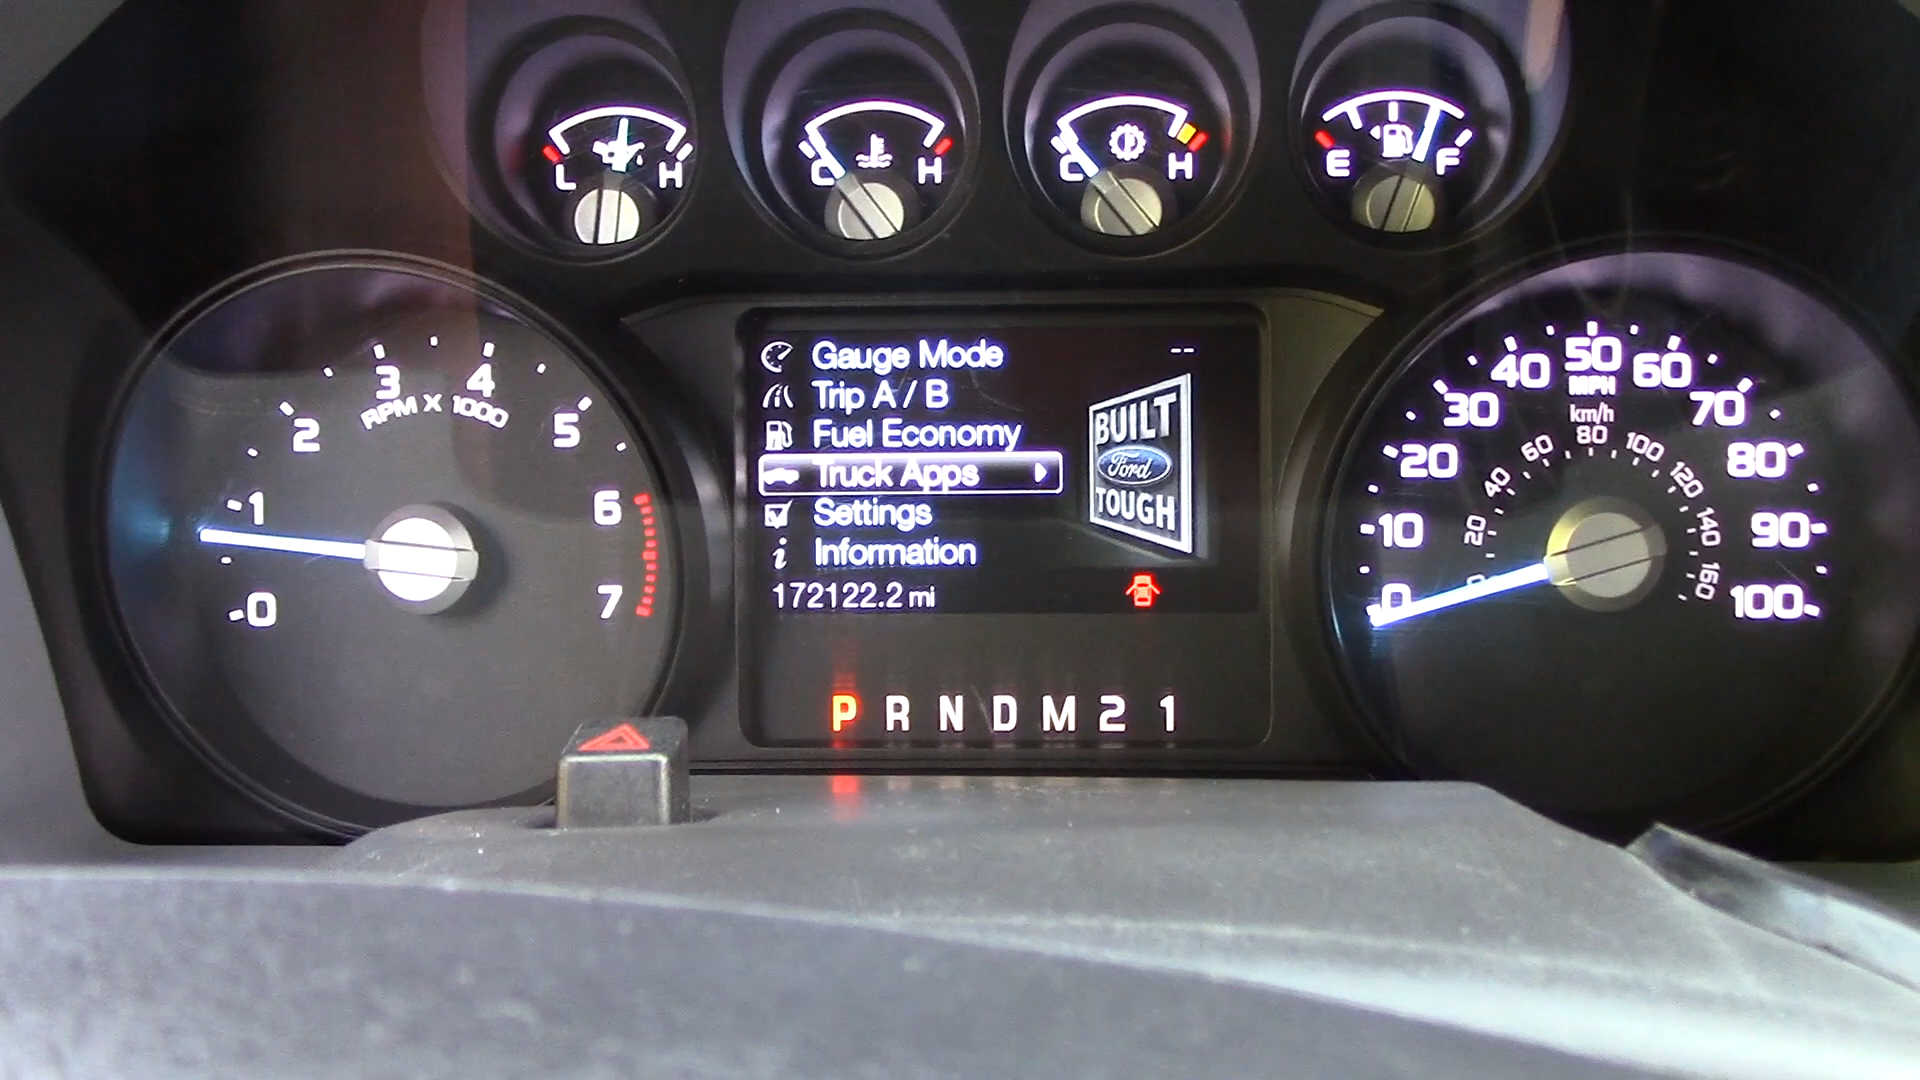 L H
C H
C H
E F
0 1 2 3 4 5 6 7
RPM X 1000
Gauge Mode --
Trip A / B
Fuel Economy
Truck Apps
Settings
Information
172122.2 mi
BUILT
Ford
TOUGH
P R N D M 2 1
0 10 20 30 40 50 60 70 80 90 100
MPH
km/h
0 20 40 60 80 100 120 140 160